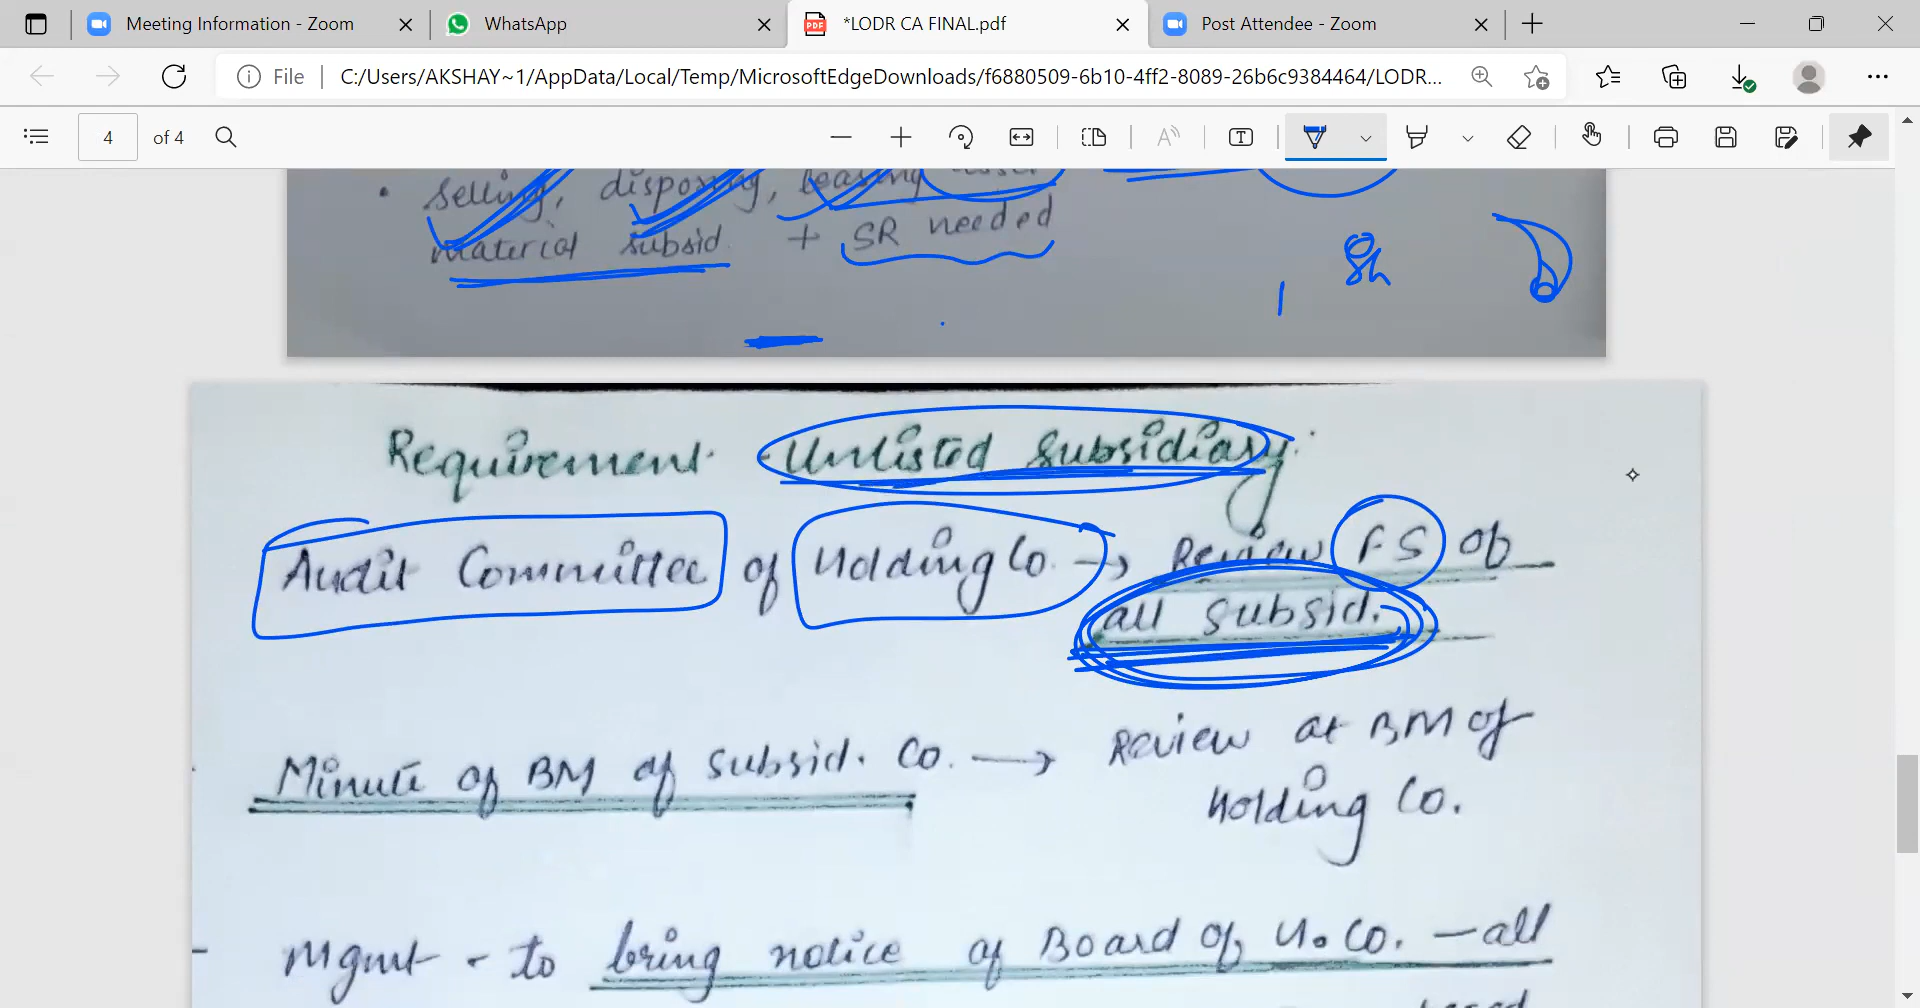 Meeting Information - Zoom
WhatsApp
*LODR CA FINAL.pdf
Post Attendee - Zoom
File
C:/Users/AKSHAY~1/AppData/Local/Temp/MicrosoftEdgeDownloads/f6880509-6b10-4ff2-8089-26b6c9384464/LODR...
4 of 4
• Selling, disposing, leasing
material subsid. + SR needed
Requirement - Unlisted Subsidiary.
Audit Committee of Holding Co. → Review FS of
all subsid.
Minute of BM of subsid. Co. → Review at BM of
Holding Co.
- Mgmt - to bring notice of Board of H. Co. - all